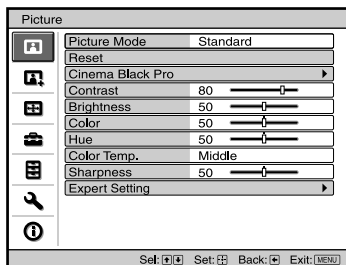 Picture
Picture Mode Standard
Reset
Cinema Black Pro
Contrast 80
Brightness 50
Color 50
Hue 50
Color Temp. Middle
Sharpness 50
Expert Setting
Sel: Set: Back: Exit: MENU